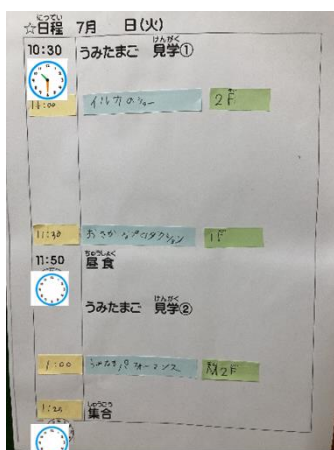 にってい
☆日程 7月 日(火)
10:30 うみたまご 見学①
けんがく
11:00 イルカのショー 2F
11:30 おさかなプロダクション 1F
ちゅうしょく
11:50 昼食
けんがく
うみたまご 見学②
1:00 うみたまパフォーマンス 2F
しゅうごう
1:20 集合